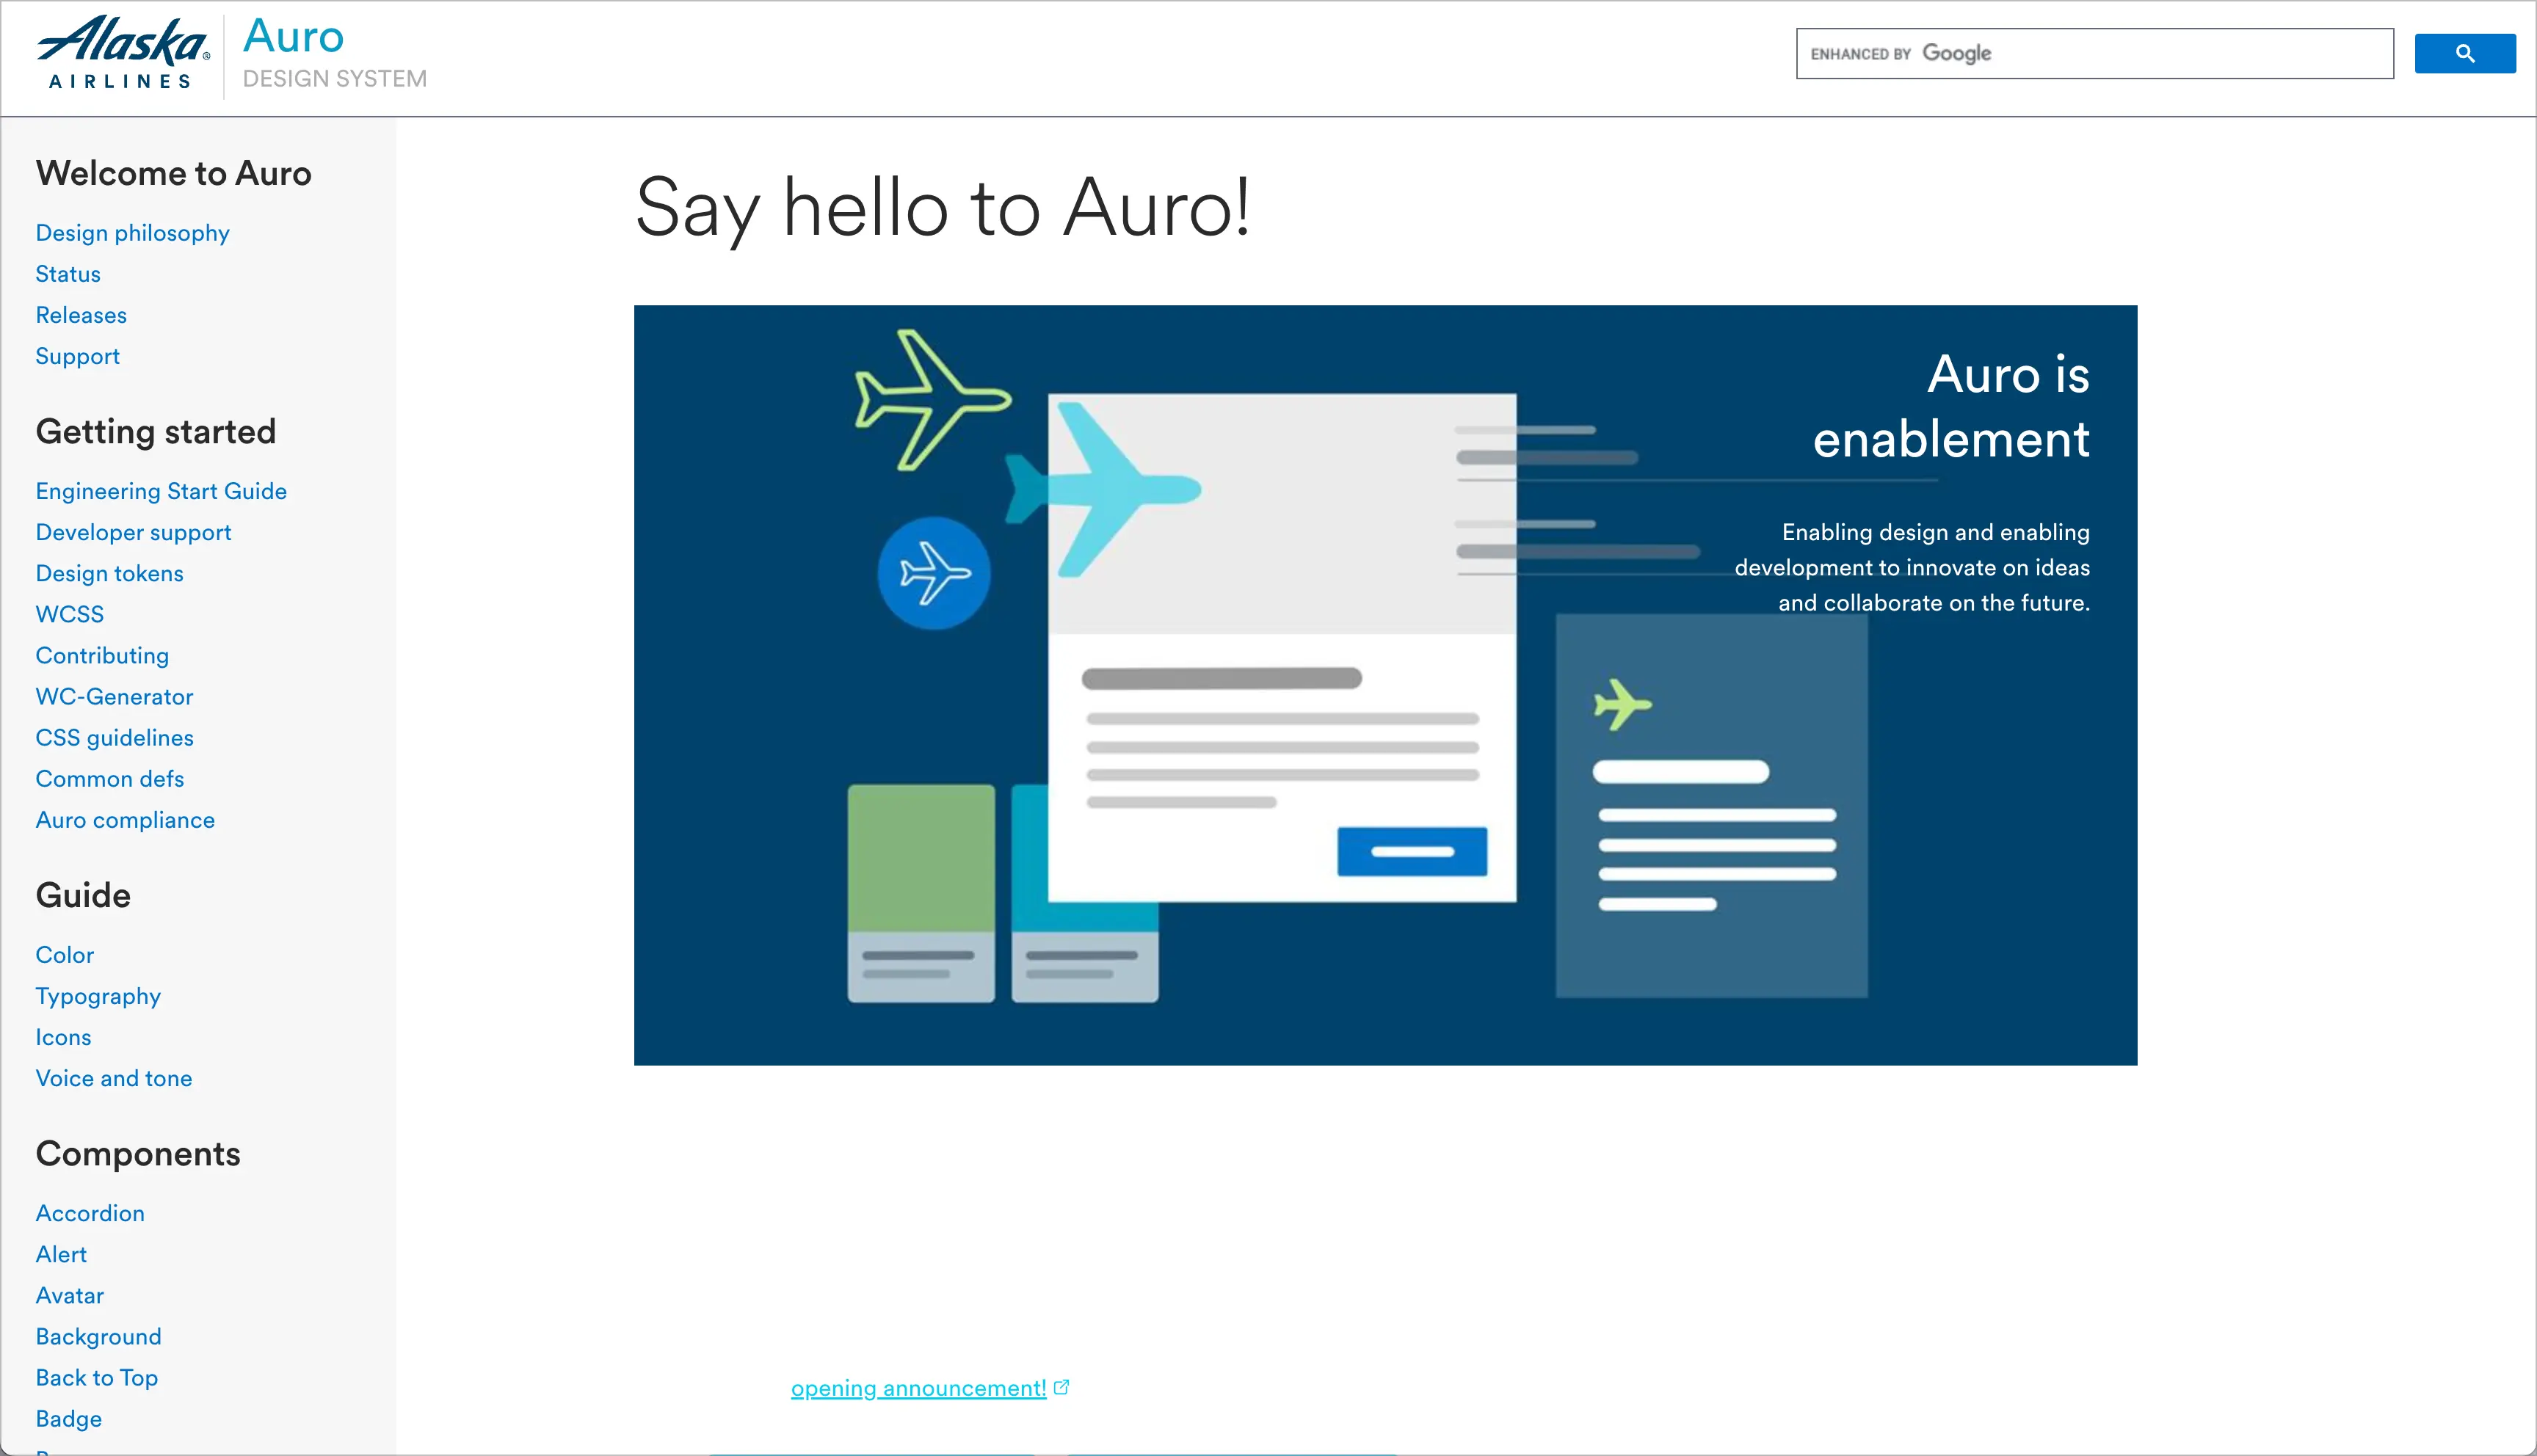 Alaska®
AIRLINES
Auro
DESIGN SYSTEM
ENHANCED BY Google
Welcome to Auro
Design philosophy
Status
Releases
Support
Getting started
Engineering Start Guide
Developer support
Design tokens
WCSS
Contributing
WC-Generator
CSS guidelines
Common defs
Auro compliance
Guide
Color
Typography
Icons
Voice and tone
Components
Accordion
Alert
Avatar
Background
Back to Top
Badge
Say hello to Auro!
Auro is
enablement
Enabling design and enabling
development to innovate on ideas
and collaborate on the future.
opening announcement!